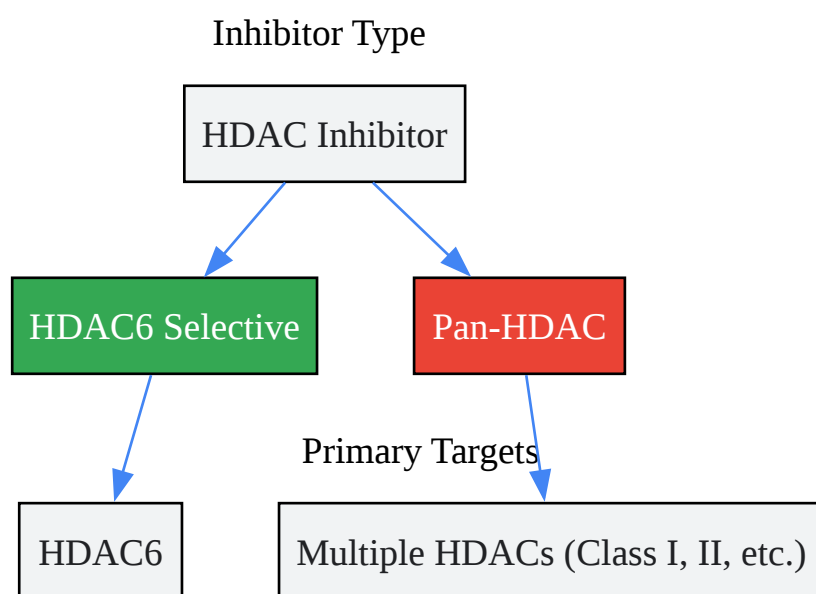 Inhibitor Type
HDAC Inhibitor
HDAC6 Selective
Pan-HDAC
Primary Targets
HDAC6
Multiple HDACs (Class I, II, etc.)